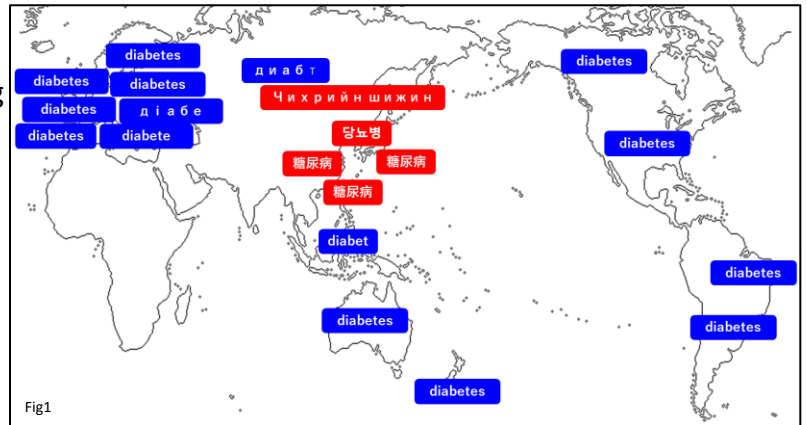 diabetes
diabetes
diabetes
diabetes
діабе
diabetes
diabete
диабт
Чихрийн шижин
당뇨병
糖尿病
糖尿病
糖尿病
diabet
diabetes
diabetes
diabetes
diabetes
diabetes
diabetes
Fig1